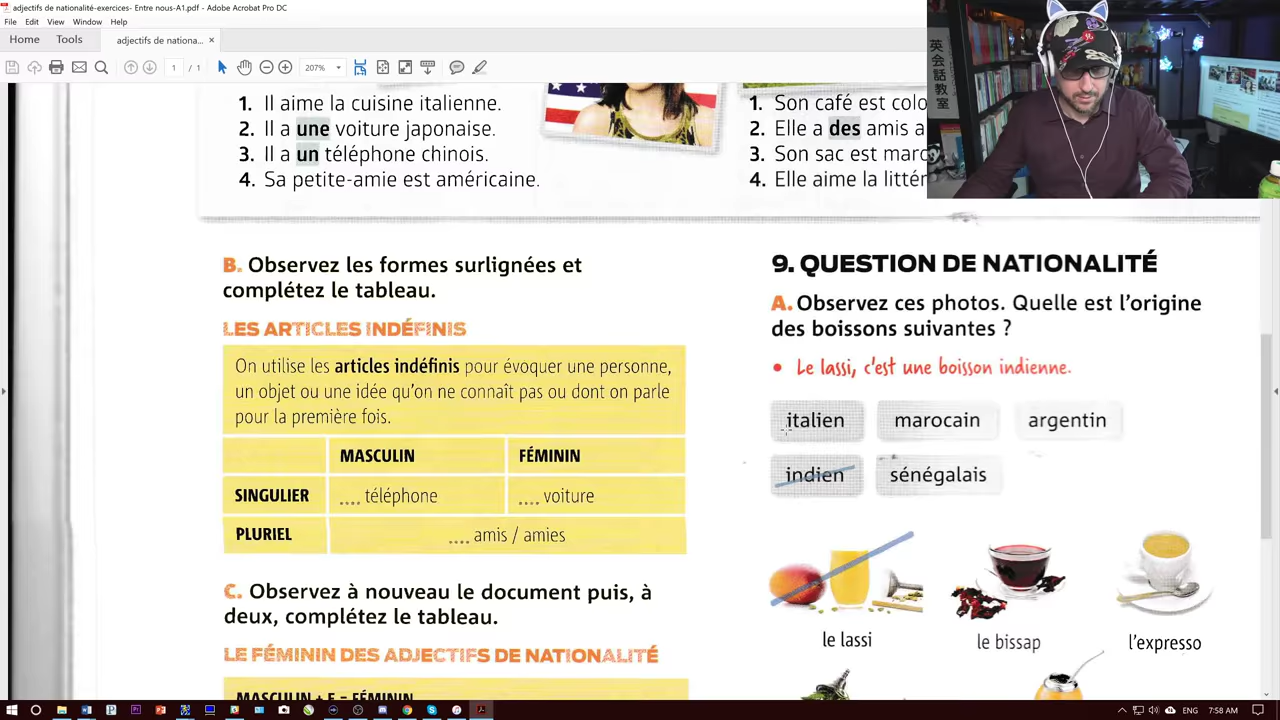 adjectifs de nationalité-exercices- Entre nous-A1.pdf - Adobe Acrobat Pro DC
File Edit View Window Help
Home Tools adjectifs de nationa... ×
1 / 1 207%
1. Il aime la cuisine italienne.
2. Il a une voiture japonaise.
3. Il a un téléphone chinois.
4. Sa petite-amie est américaine.
1. Son café est colo
2. Elle a des amis a
3. Son sac est maro
4. Elle aime la littér
英会話教室
B. Observez les formes surlignées et
complétez le tableau.
LES ARTICLES INDÉFINIS
On utilise les articles indéfinis pour évoquer une personne,
un objet ou une idée qu'on ne connaît pas ou dont on parle
pour la première fois.
MASCULIN FÉMININ
SINGULIER .... téléphone .... voiture
PLURIEL .... amis / amies
C. Observez à nouveau le document puis, à
deux, complétez le tableau.
LE FÉMININ DES ADJECTIFS DE NATIONALITÉ
MASCULIN + E = FÉMININ
9. QUESTION DE NATIONALITÉ
A. Observez ces photos. Quelle est l'origine
des boissons suivantes ?
• Le lassi, c'est une boisson indienne.
italien marocain argentin
indien sénégalais
le lassi le bissap l'expresso
ENG 7:58 AM